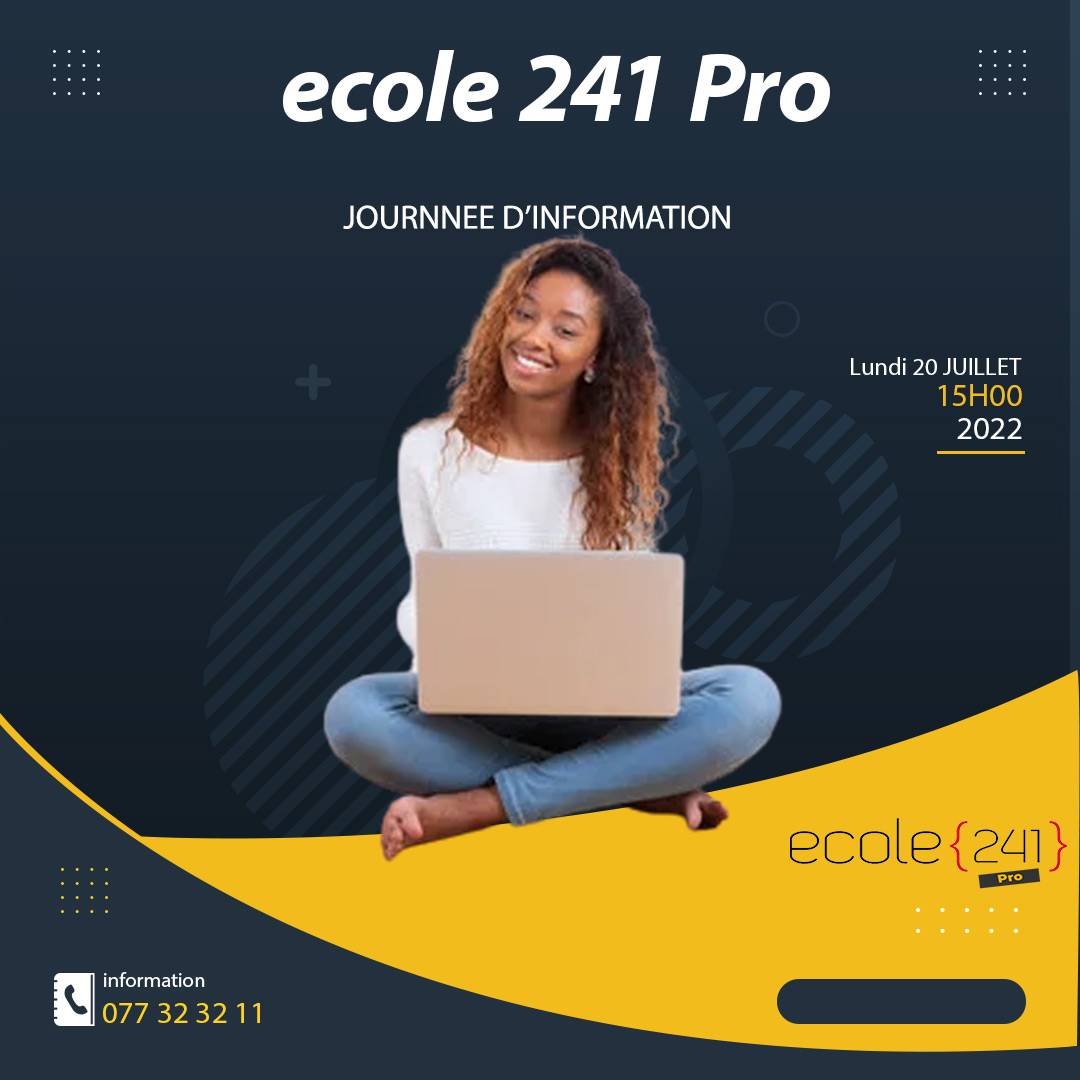 ecole 241 Pro
JOURNNEE D’INFORMATION
Lundi 20 JUILLET
15H00
2022
ecole{241}
Pro
information
077 32 32 11